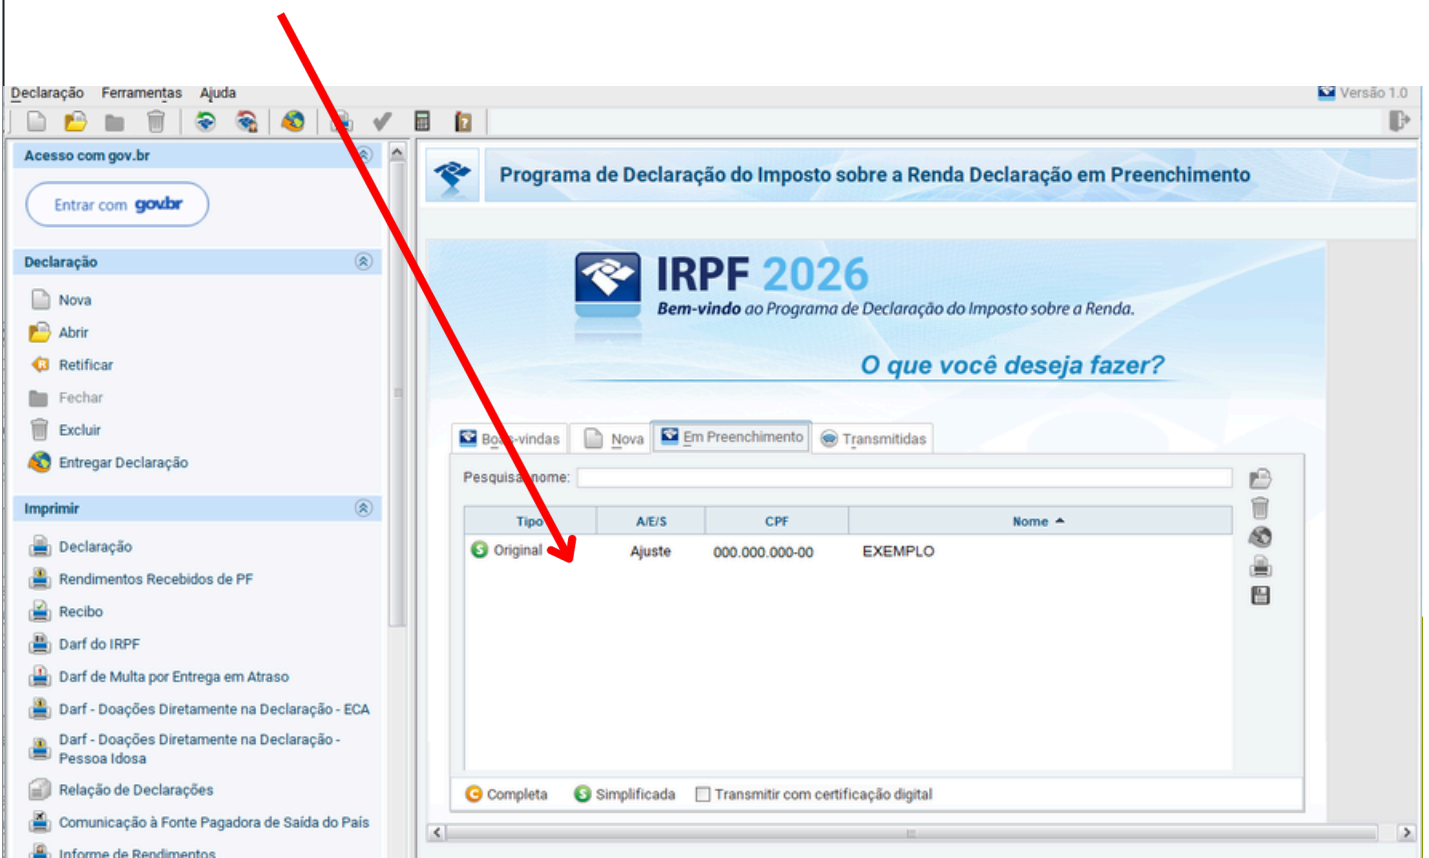 Declaração Ferramentas Ajuda
Versão 1.0
Acesso com gov.br
Entrar com gov.br
Declaração
Nova
Abrir
Retificar
Fechar
Excluir
Entregar Declaração
Imprimir
Declaração
Rendimentos Recebidos de PF
Recibo
Darf do IRPF
Darf de Multa por Entrega em Atraso
Darf - Doações Diretamente na Declaração - ECA
Darf - Doações Diretamente na Declaração -
Pessoa Idosa
Relação de Declarações
Comunicação à Fonte Pagadora de Saída do País
Informe de Rendimentos
Programa de Declaração do Imposto sobre a Renda Declaração em Preenchimento
IRPF 2026
Bem-vindo ao Programa de Declaração do Imposto sobre a Renda.
O que você deseja fazer?
Boas-vindas Nova Em Preenchimento Transmitidas
Pesquisar nome:
Tipo A/E/S CPF Nome
Original Ajuste 000.000.000-00 EXEMPLO
Completa Simplificada Transmitir com certificação digital